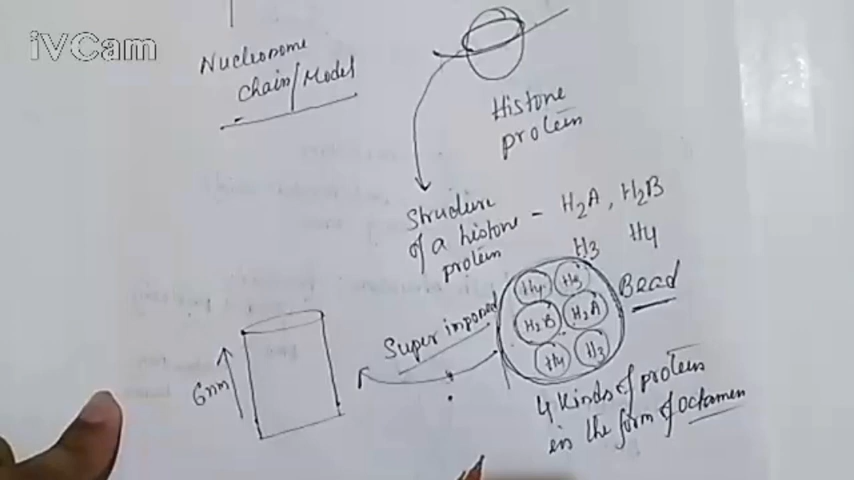 iVCam
Nucleosome
chain/Model
Histone
protein
Structure
of a histone - H2A, H2B
protein
H3 H4
H4 H3
Bead
H2B H2A
H4 H3
Super imposed
6nm
4 kinds of protein
in the form of octamer